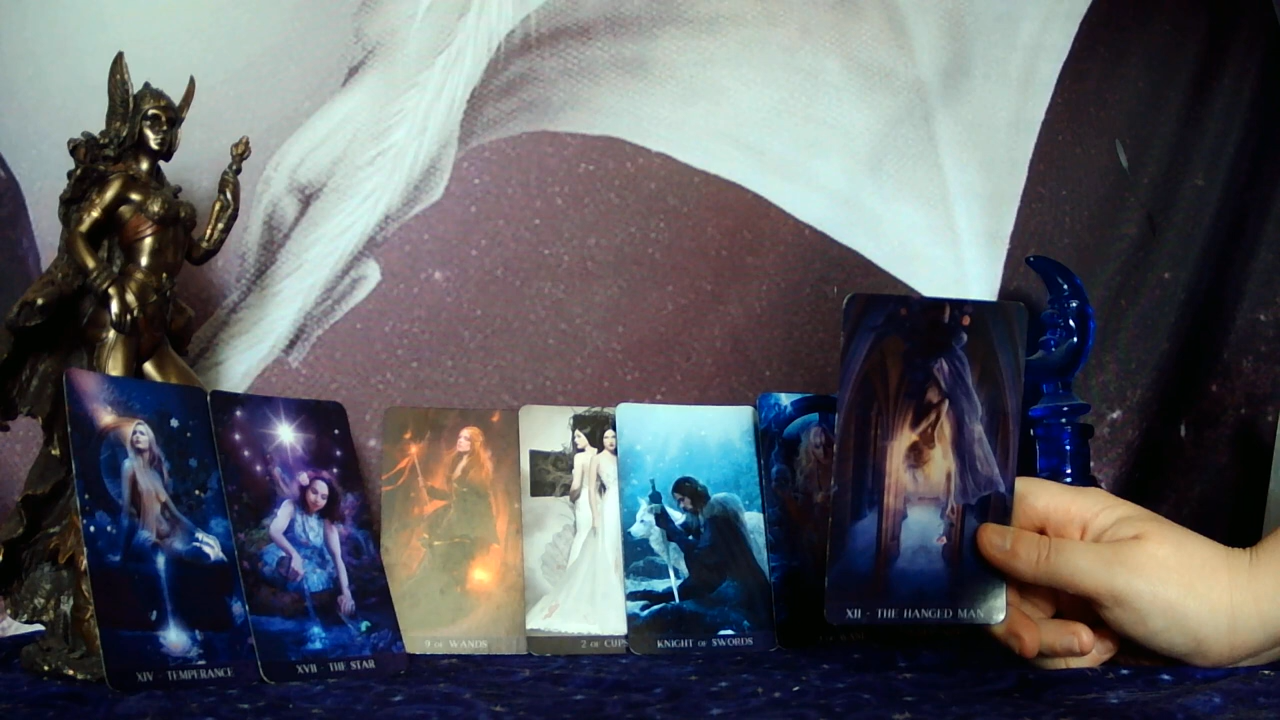 XIV - TEMPERANCE
XVII - THE STAR
9 OF WANDS
2 OF CUPS
KNIGHT OF SWORDS
XII - THE HANGED MAN